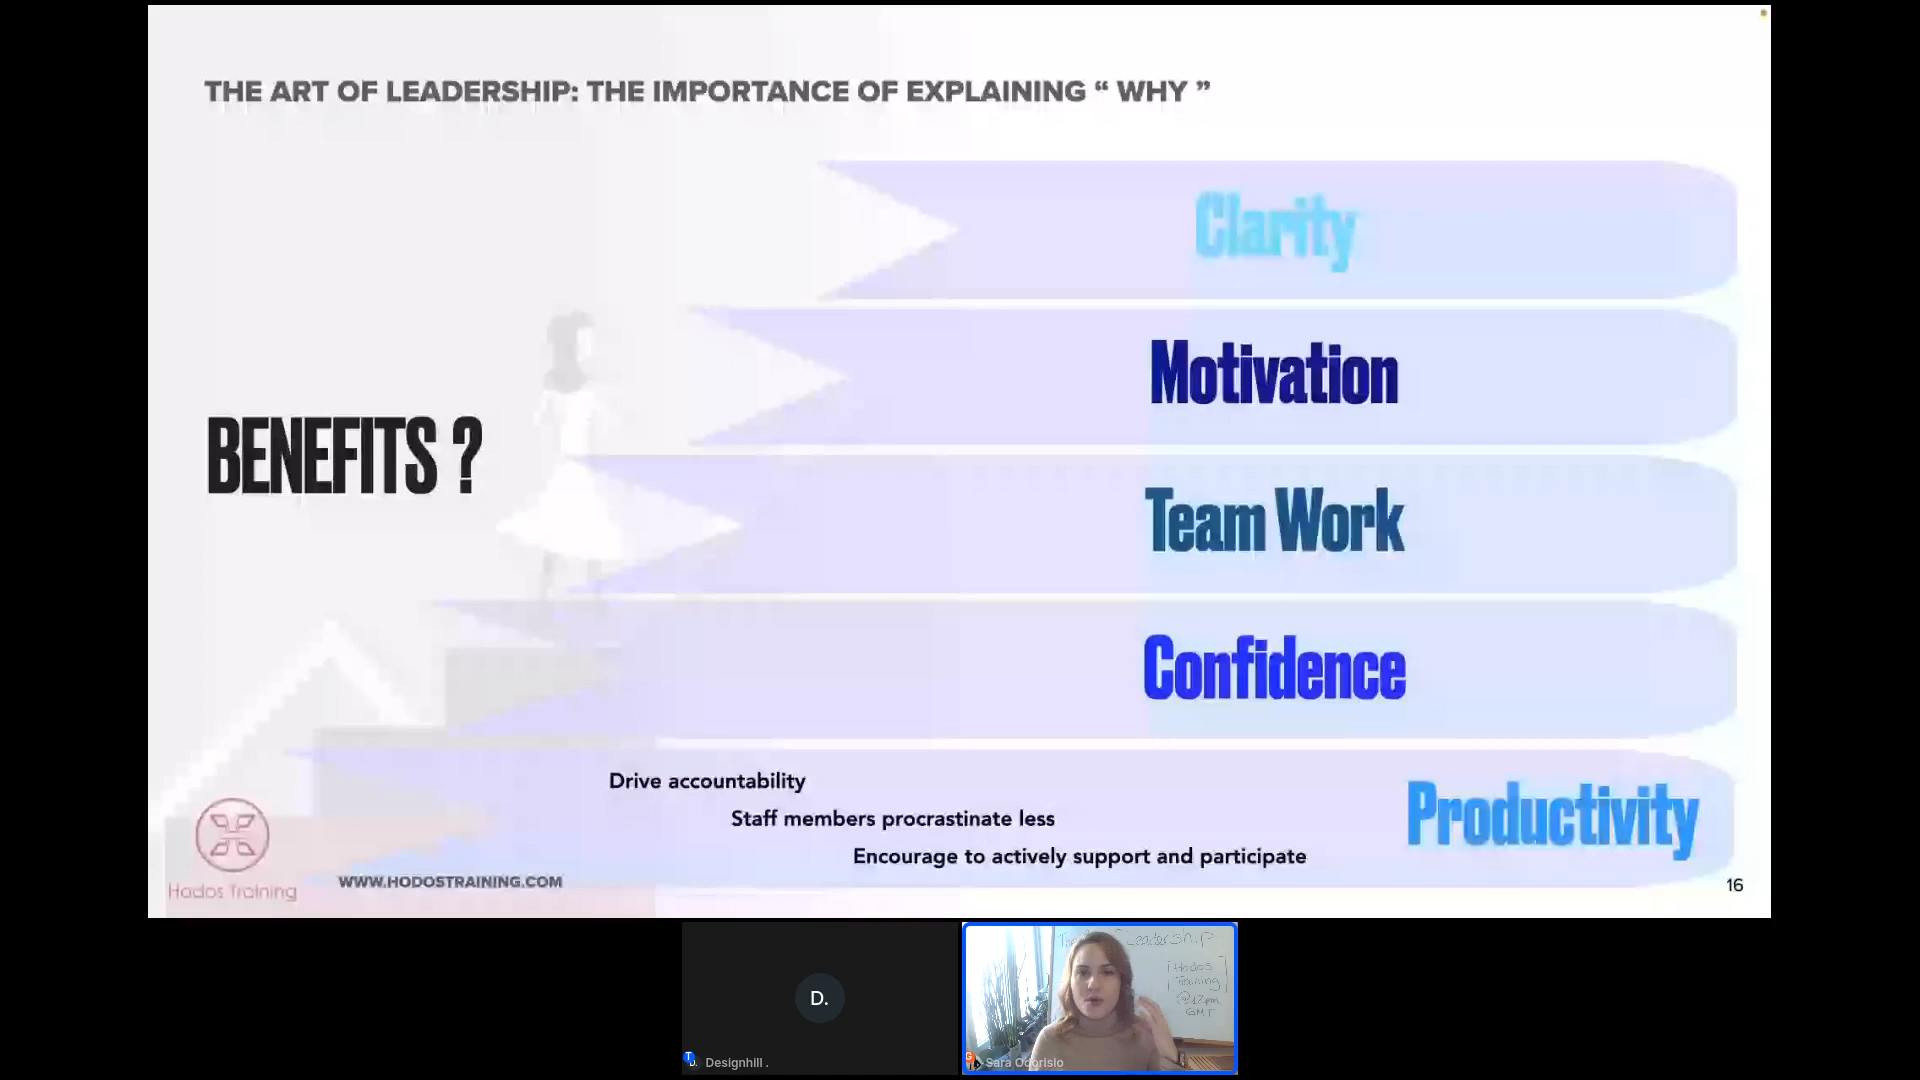 THE ART OF LEADERSHIP: THE IMPORTANCE OF EXPLAINING “ WHY ”
Clarity
Motivation
BENEFITS ?
Team Work
Confidence
Drive accountability
Staff members procrastinate less
Encourage to actively support and participate
Productivity
Hodos Training
WWW.HODOSTRAINING.COM
16
D.
Designhill .
Leadership
Hodos
Training
@12pm
GMT
Sara Odorisio